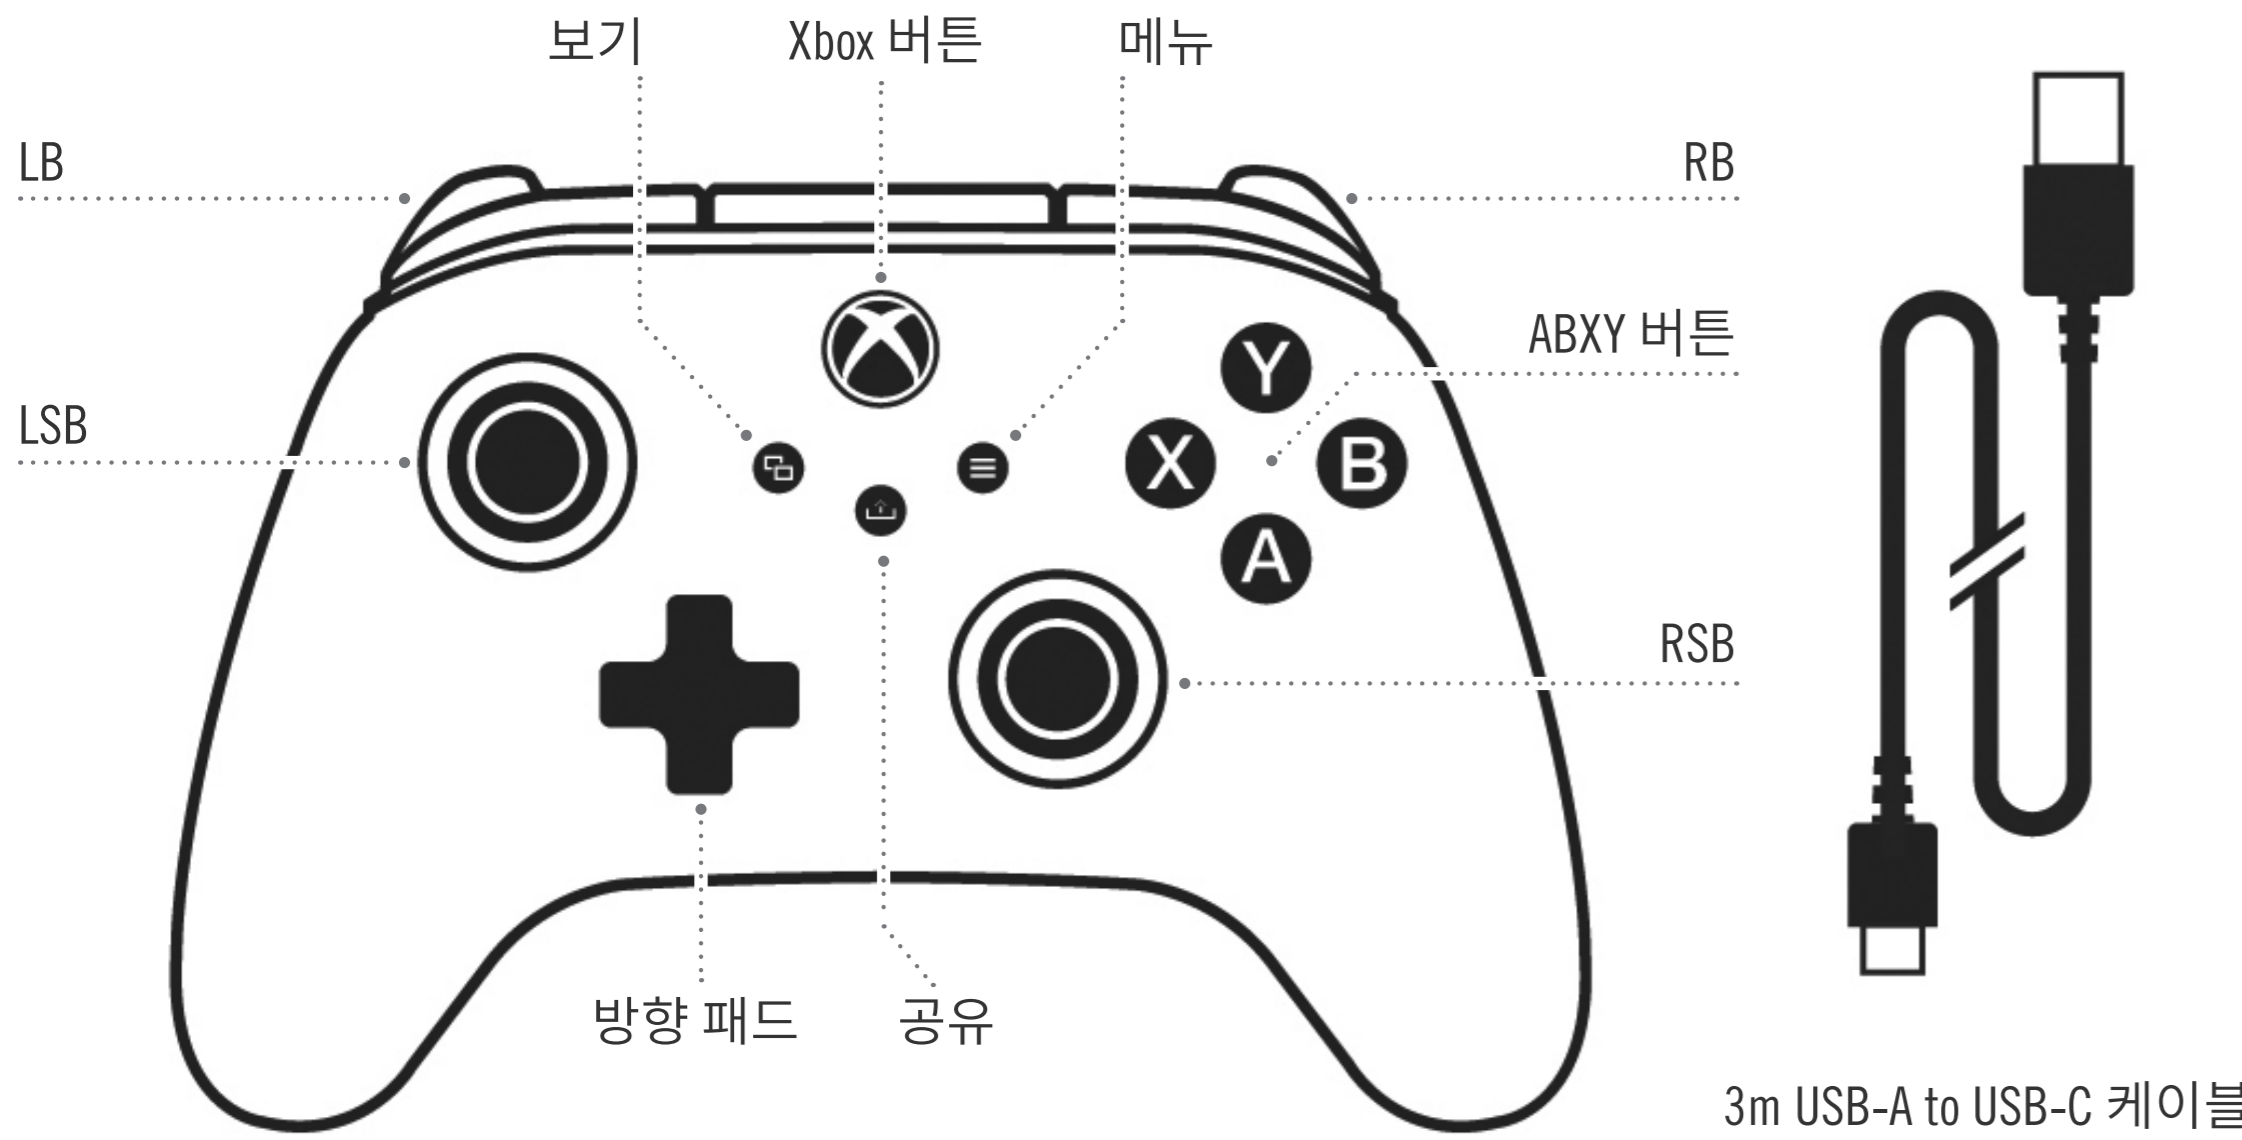 보기
Xbox 버튼
메뉴
LB
RB
ABXY 버튼
LSB
Y
X
B
A
RSB
방향 패드
공유
3m USB-A to USB-C 케이블